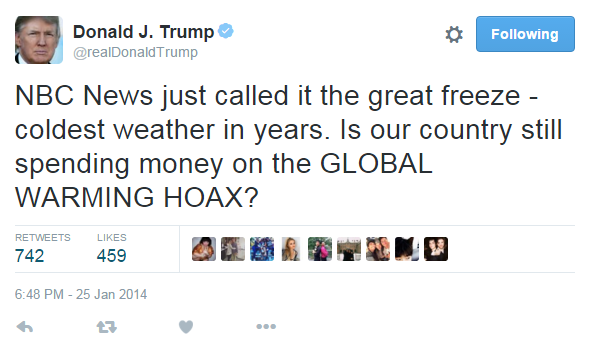 Donald J. Trump
@realDonaldTrump
Following
NBC News just called it the great freeze -
coldest weather in years. Is our country still
spending money on the GLOBAL
WARMING HOAX?
RETWEETS LIKES
742 459
6:48 PM - 25 Jan 2014